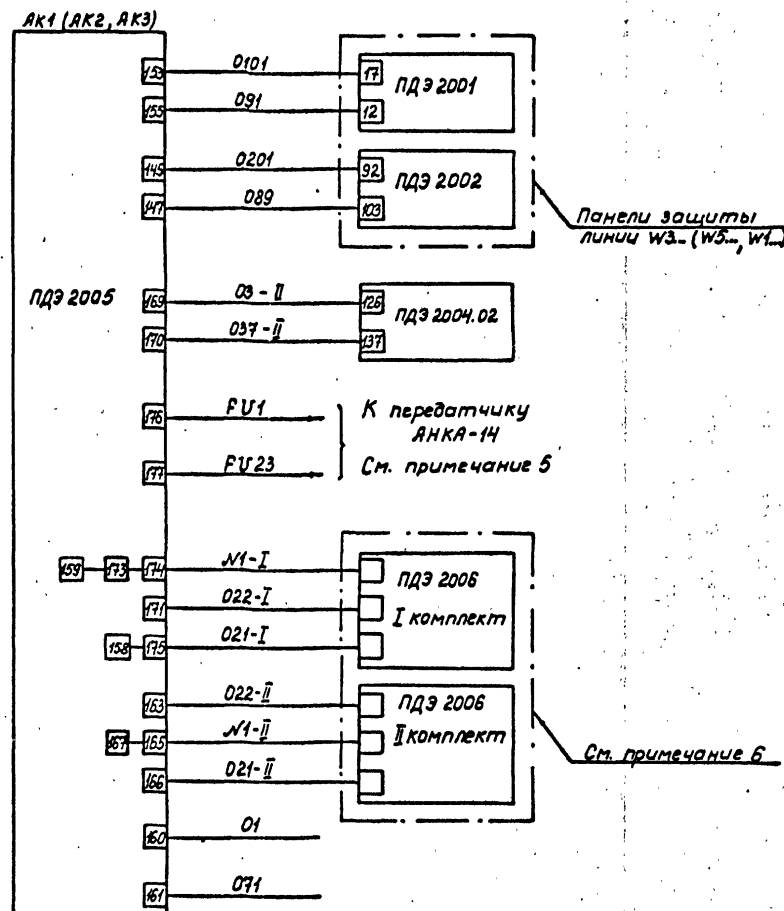 АК1 (АК2, АК3)
153 0101 17 ПДЭ 2001
155 091 12
145 0201 92 ПДЭ 2002
147 089 103
Панели защиты
линии W3... (W5..., W1...)
ПДЭ 2005
169 03-II 126 ПДЭ 2004.02
170 037-II 137
176 FU1 К передатчику
АНКА-14
177 FU23 См. примечание 5
159 173 174 N1-I ПДЭ 2006
171 022-I I комплект
158 175 021-I
163 022-II ПДЭ 2006
167 165 N1-II II комплект
См. примечание 6
166 021-II
160 01
161 071